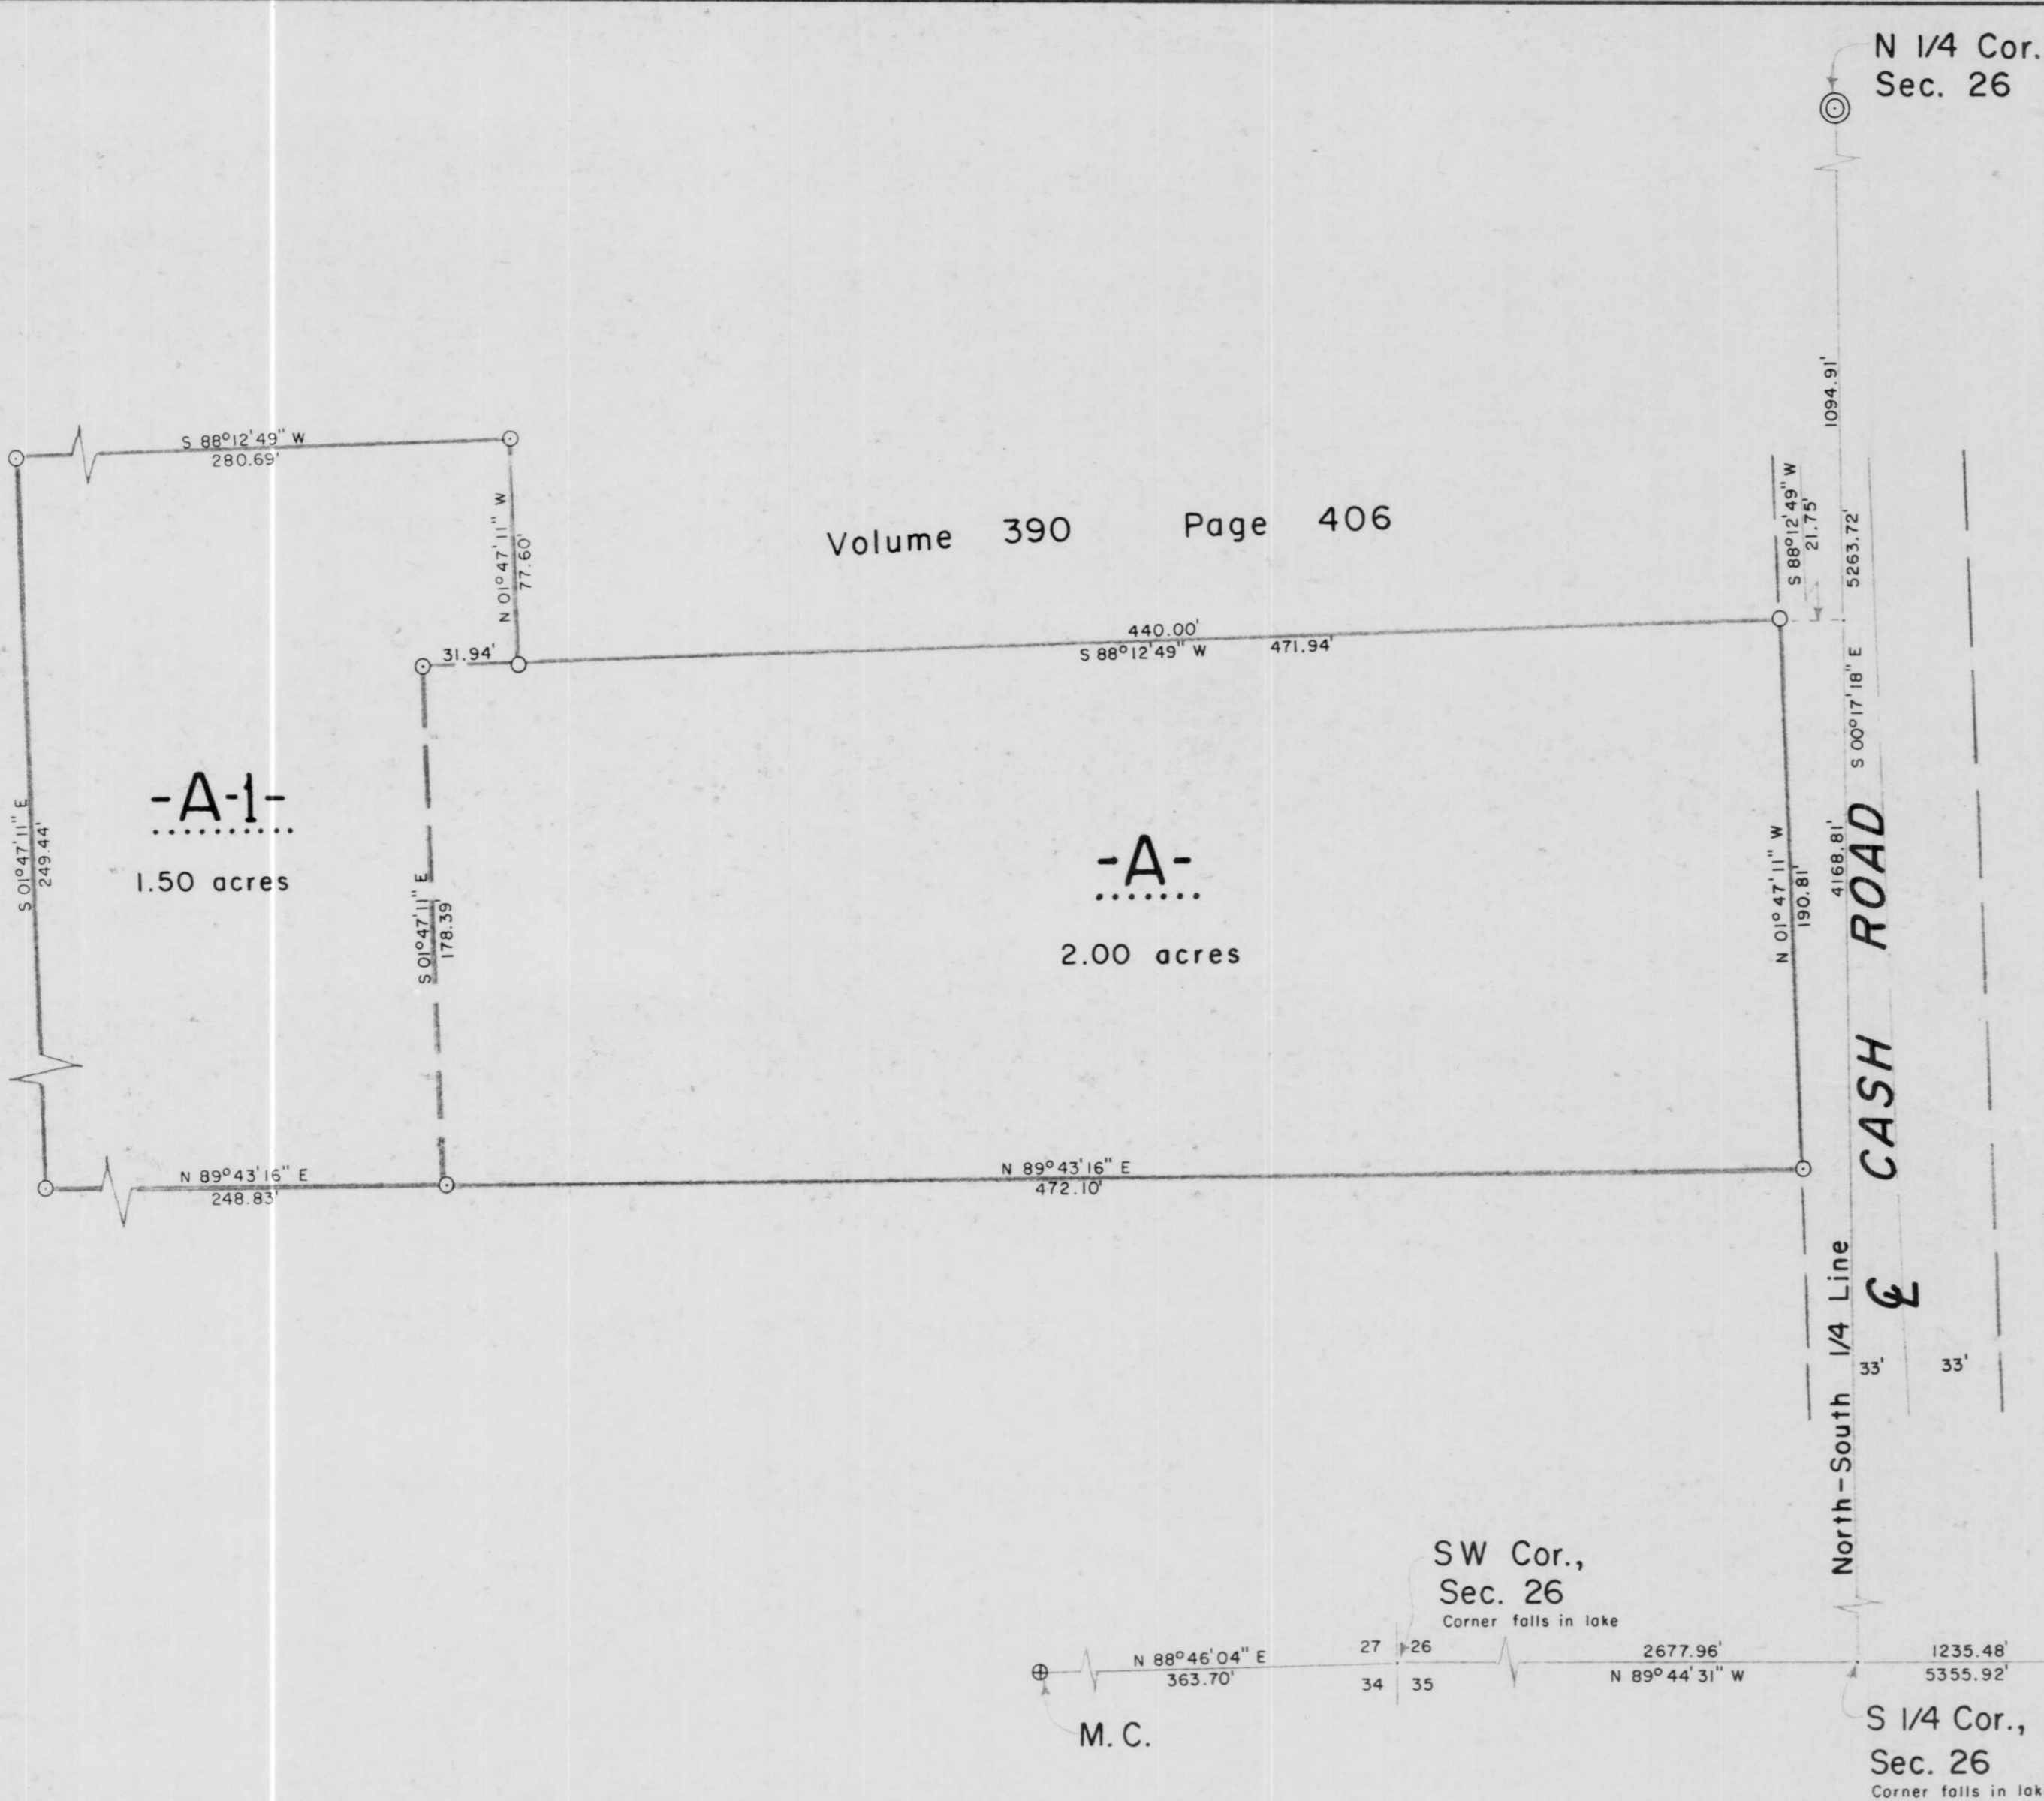 N 1/4 Cor.
Sec. 26
1094.91'
S 88°12'49" W
280.69'
N 01°47'11" W
77.60'
Volume 390 Page 406
S 88°12'49" W
21.75'
5263.72'
31.94'
440.00'
S 88°12'49" W 471.94'
S 00°17'18" E
S 01°47'11" E
249.44'
-A-1-
1.50 acres
S 01°47'11" E
178.39'
-A-
2.00 acres
N 01°47'11" W
190.81'
4168.81'
CASH ROAD
℄
N 89°43'16" E
248.83'
N 89°43'16" E
472.10'
North-South 1/4 Line
33' 33'
SW Cor.,
Sec. 26
Corner falls in lake
N 88°46'04" E
363.70'
27 26
34 35
2677.96'
N 89°44'31" W
1235.48'
5355.92'
M.C.
S 1/4 Cor.,
Sec. 26
Corner falls in lak